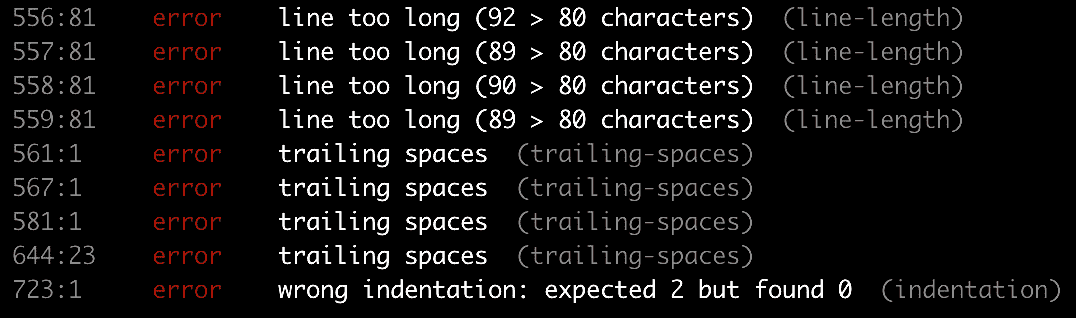 556:81 error line too long (92 > 80 characters) (line-length)
557:81 error line too long (89 > 80 characters) (line-length)
558:81 error line too long (90 > 80 characters) (line-length)
559:81 error line too long (89 > 80 characters) (line-length)
561:1 error trailing spaces (trailing-spaces)
567:1 error trailing spaces (trailing-spaces)
581:1 error trailing spaces (trailing-spaces)
644:23 error trailing spaces (trailing-spaces)
723:1 error wrong indentation: expected 2 but found 0 (indentation)